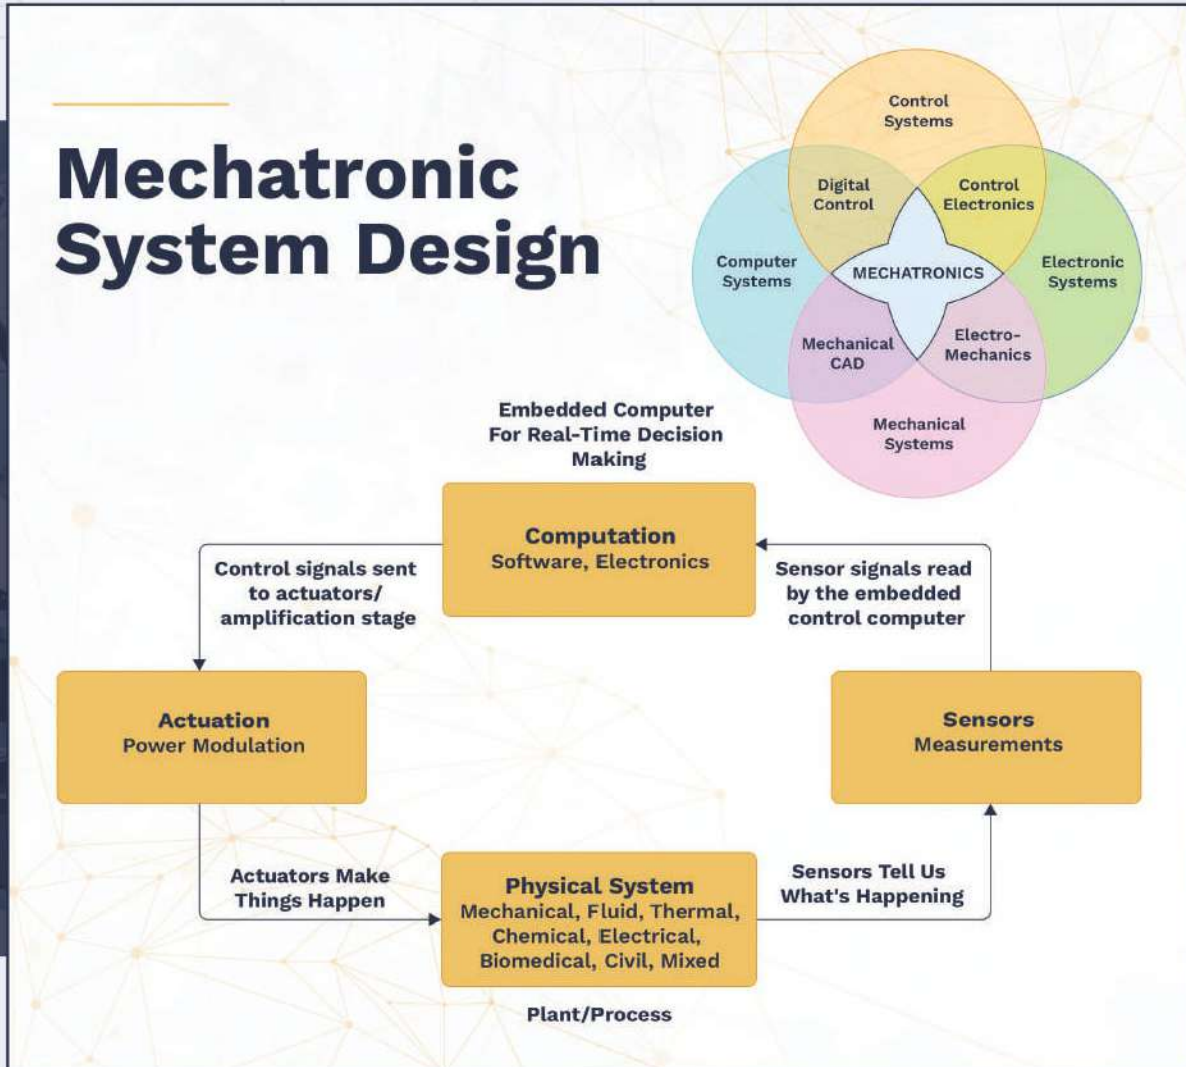 Mechatronic
System Design
Control
Systems
Digital
Control
Control
Electronics
Computer
Systems
MECHATRONICS
Electronic
Systems
Mechanical
CAD
Electro-
Mechanics
Mechanical
Systems
Embedded Computer
For Real-Time Decision
Making
Computation
Software, Electronics
Control signals sent
to actuators/
amplification stage
Sensor signals read
by the embedded
control computer
Actuation
Power Modulation
Sensors
Measurements
Actuators Make
Things Happen
Physical System
Mechanical, Fluid, Thermal,
Chemical, Electrical,
Biomedical, Civil, Mixed
Sensors Tell Us
What's Happening
Plant/Process